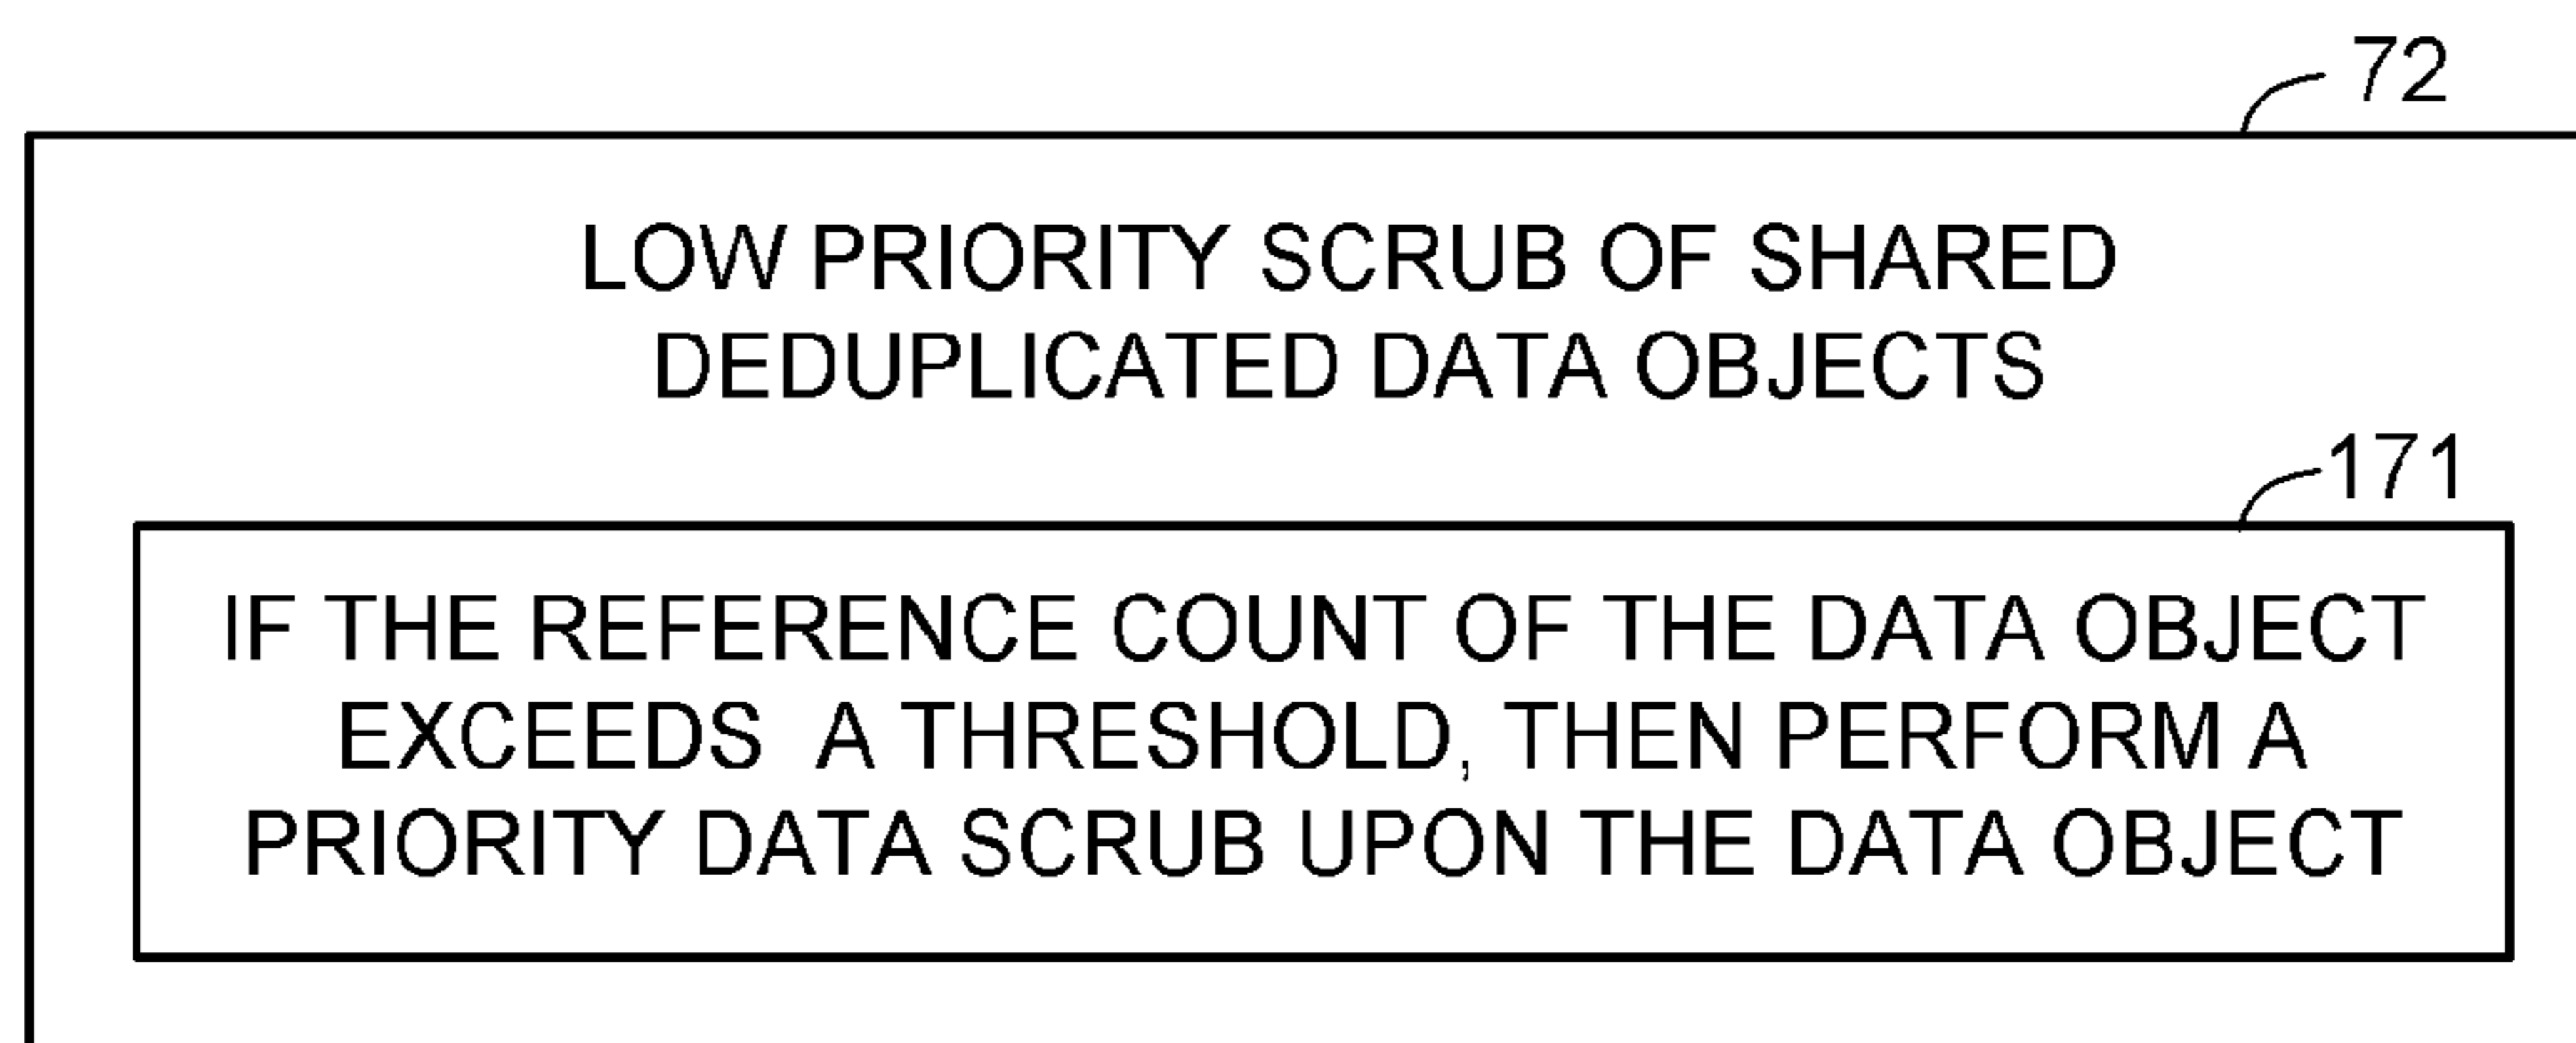 72
LOW PRIORITY SCRUB OF SHARED
DEDUPLICATED DATA OBJECTS
171
IF THE REFERENCE COUNT OF THE DATA OBJECT
EXCEEDS A THRESHOLD, THEN PERFORM A
PRIORITY DATA SCRUB UPON THE DATA OBJECT